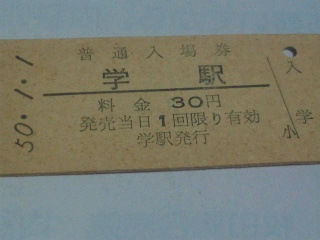 50.1.1
普通入場券
学駅
料金30円
発売当日1回限り有効
学駅発行
入学
小